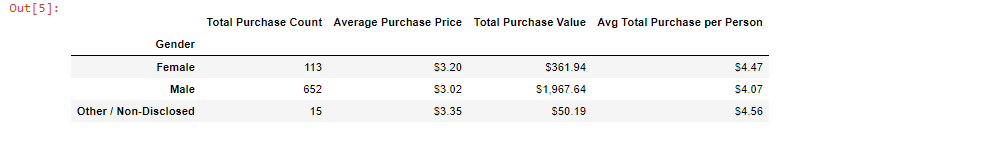 Out[5]:
Total Purchase Count Average Purchase Price Total Purchase Value Avg Total Purchase per Person
Gender
Female 113 $3.20 $361.94 $4.47
Male 652 $3.02 $1,967.64 $4.07
Other / Non-Disclosed 15 $3.35 $50.19 $4.56